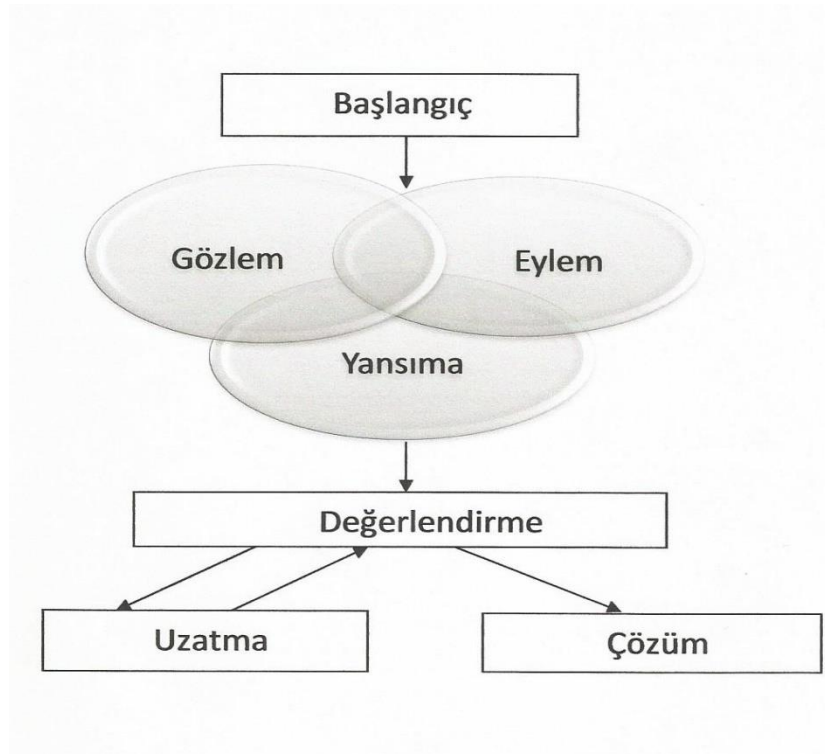 Başlangıç
Gözlem
Eylem
Yansıma
Değerlendirme
Uzatma
Çözüm